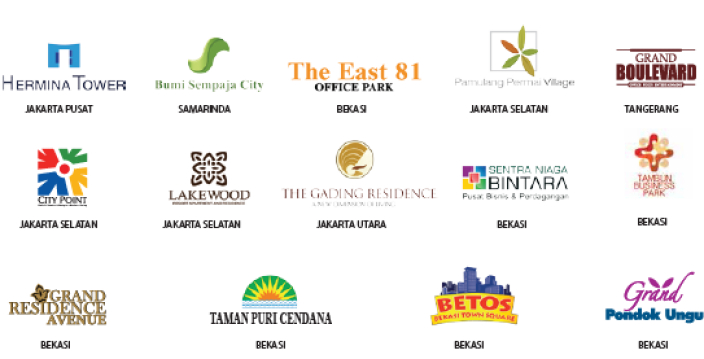 HERMINA TOWER
JAKARTA PUSAT
Bumi Sempaja City
SAMARINDA
The East 81
OFFICE PARK
BEKASI
Pamulang Permai Village
JAKARTA SELATAN
GRAND
BOULEVARD
TANGERANG
CITY POINT
JAKARTA SELATAN
LAKEWOOD
JAKARTA SELATAN
THE GADING RESIDENCE
JAKARTA UTARA
SENTRA NIAGA
BINTARA
Pusat Bisnis & Perdagangan
BEKASI
TAMBUN
BUSINESS
PARK
BEKASI
GRAND
RESIDENCE
AVENUE
BEKASI
TAMAN PURI CENDANA
BEKASI
BETOS
BEKASI TOWN SQUARE
BEKASI
Grand
Pondok Ungu
BEKASI